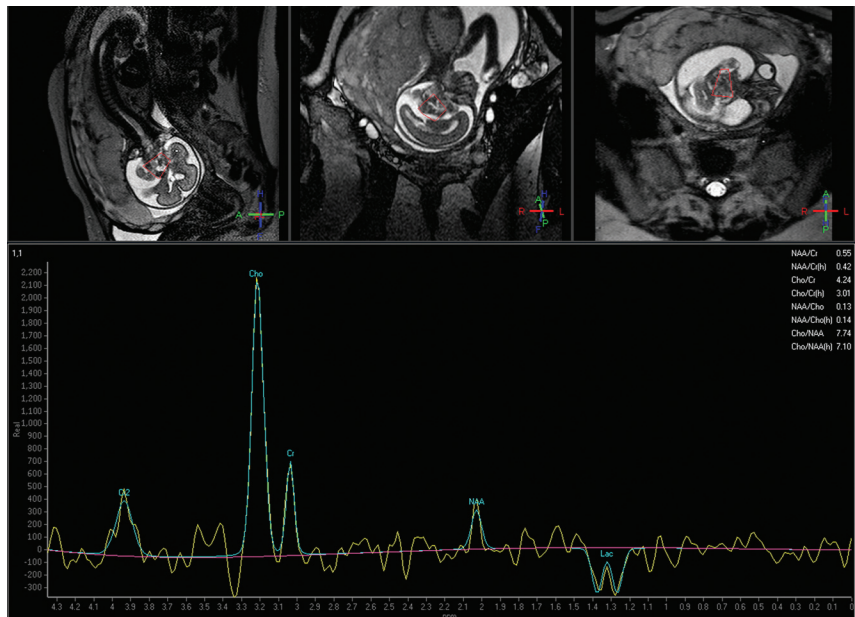 H
A P
A
R L
A
P
R L
A
P
1,1
NAA/Cr 0.55
NAA/Cr(h) 0.42
Cho/Cr 4.24
Cho/Cr(h) 3.01
NAA/Cho 0.13
NAA/Cho(h) 0.14
Cho/NAA 7.74
Cho/NAA(h) 7.10
Cho
Cr
Cr2
NAA
Lac
Real
2,200
2,100
2,000
1,900
1,800
1,700
1,600
1,500
1,400
1,300
1,200
1,100
1,000
900
800
700
600
500
400
300
200
100
0
-100
-200
-300
4.3 4.2 4.1 4 3.9 3.8 3.7 3.6 3.5 3.4 3.3 3.2 3.1 3 2.9 2.8 2.7 2.6 2.5 2.4 2.3 2.2 2.1 2 1.9 1.8 1.7 1.6 1.5 1.4 1.3 1.2 1.1 1 0.9 0.8 0.7 0.6 0.5 0.4 0.3 0.2 0.1 0
ppm